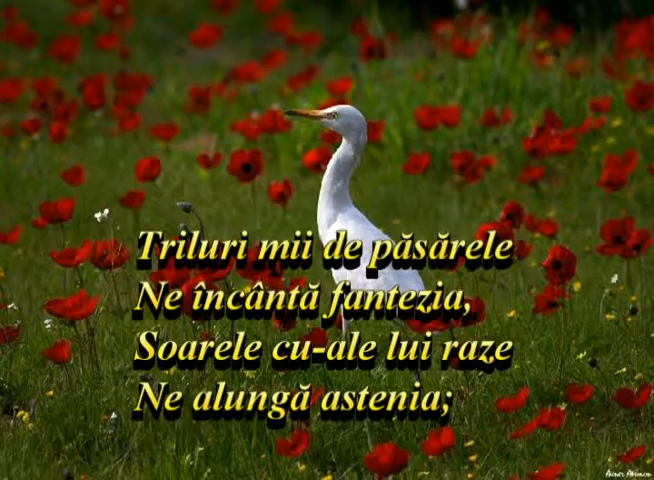 Triluri mii de păsărele
Ne încântă fantezia,
Soarele cu-ale lui raze
Ne alungă astenia;